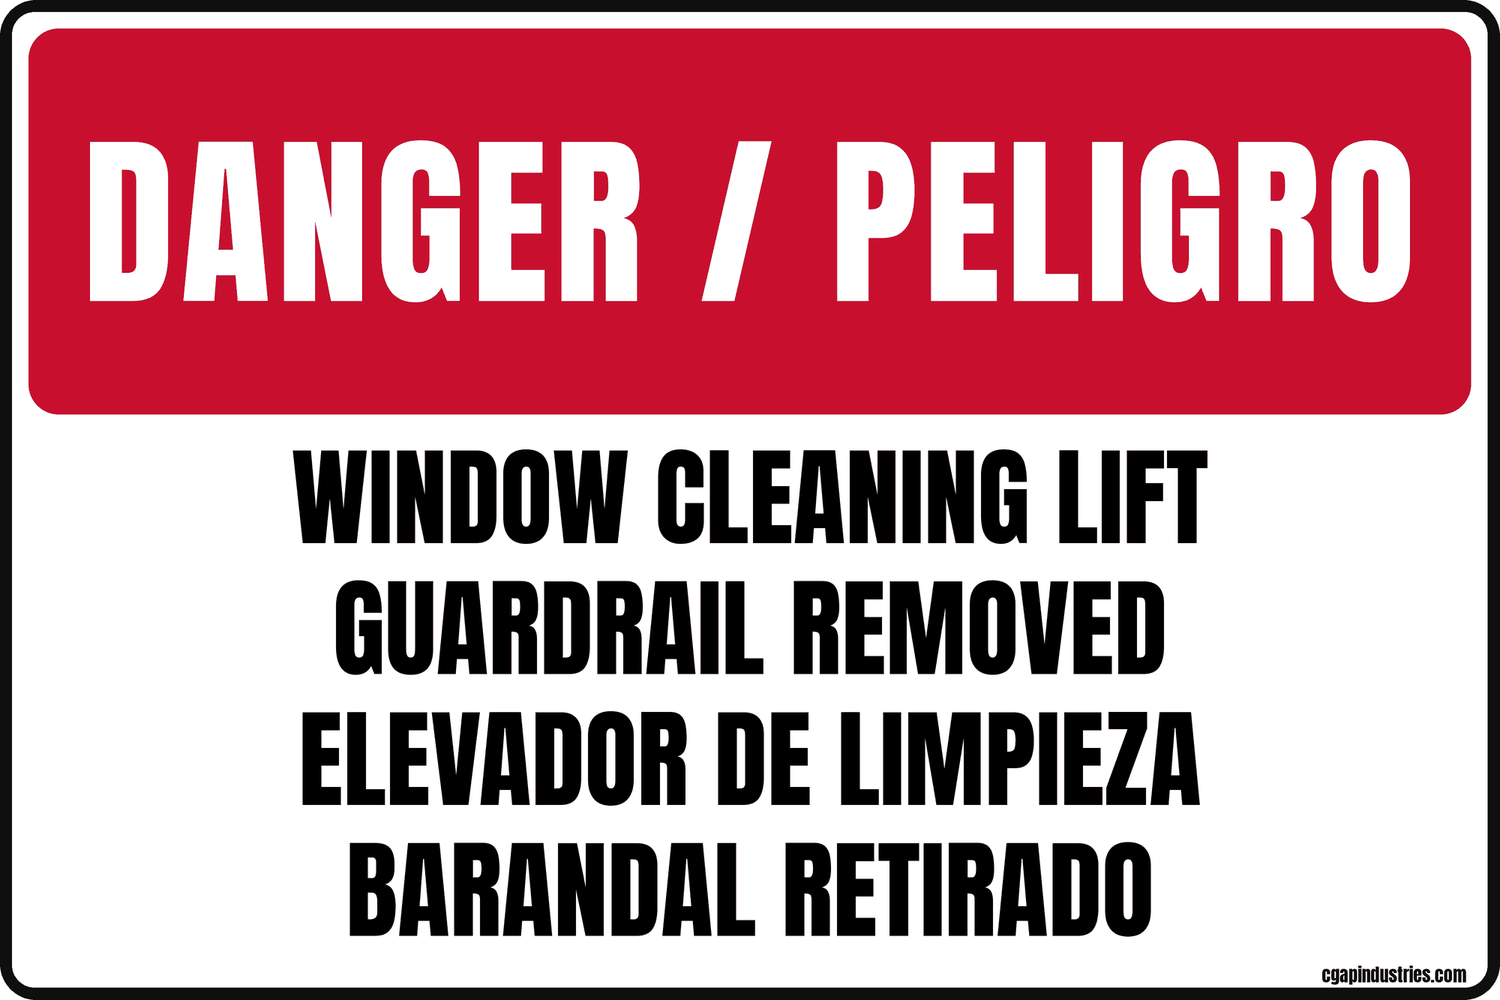 DANGER / PELIGRO
WINDOW CLEANING LIFT
GUARDRAIL REMOVED
ELEVADOR DE LIMPIEZA
BARANDAL RETIRADO
cgapindustries.com